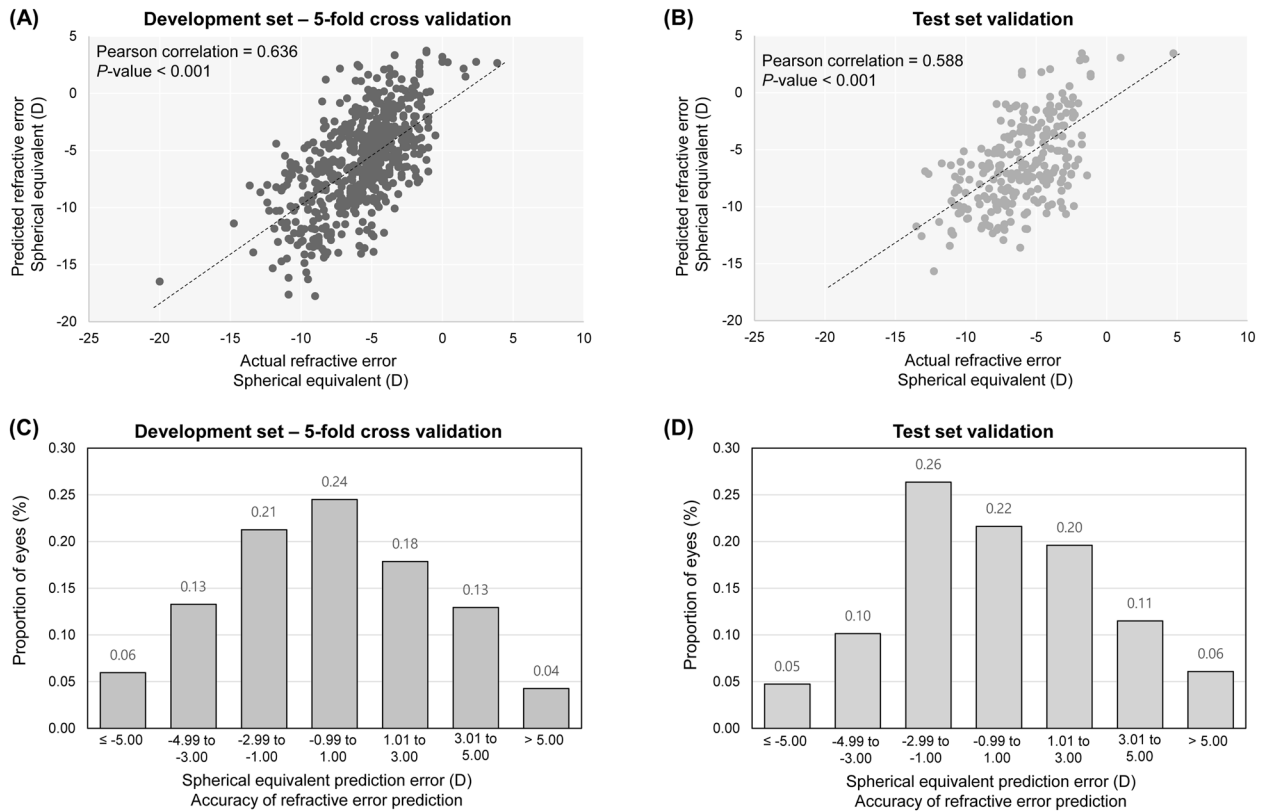 (A)
Development set – 5-fold cross validation
Pearson correlation = 0.636
P-value < 0.001
Predicted refractive error
Spherical equivalent (D)
5
0
-5
-10
-15
-20
-25
-20
-15
-10
-5
0
5
10
Actual refractive error
Spherical equivalent (D)
(B)
Test set validation
Pearson correlation = 0.588
P-value < 0.001
Predicted refractive error
Spherical equivalent (D)
5
0
-5
-10
-15
-20
-25
-20
-15
-10
-5
0
5
10
Actual refractive error
Spherical equivalent (D)
(C)
Development set – 5-fold cross validation
Proportion of eyes (%)
0.30
0.25
0.20
0.15
0.10
0.05
0.00
0.06
0.13
0.21
0.24
0.18
0.13
0.04
≤ -5.00
-4.99 to
-3.00
-2.99 to
-1.00
-0.99 to
1.00
1.01 to
3.00
3.01 to
5.00
> 5.00
Spherical equivalent prediction error (D)
Accuracy of refractive error prediction
(D)
Test set validation
Proportion of eyes (%)
0.30
0.25
0.20
0.15
0.10
0.05
0.00
0.05
0.10
0.26
0.22
0.20
0.11
0.06
≤ -5.00
-4.99 to
-3.00
-2.99 to
-1.00
-0.99 to
1.00
1.01 to
3.00
3.01 to
5.00
> 5.00
Spherical equivalent prediction error (D)
Accuracy of refractive error prediction